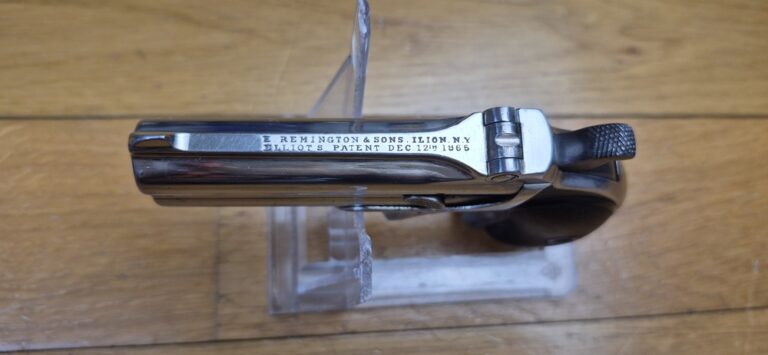 E. REMINGTON & SONS. ILION. N.Y
ELLIOT'S PATENT DEC. 12TH 1865